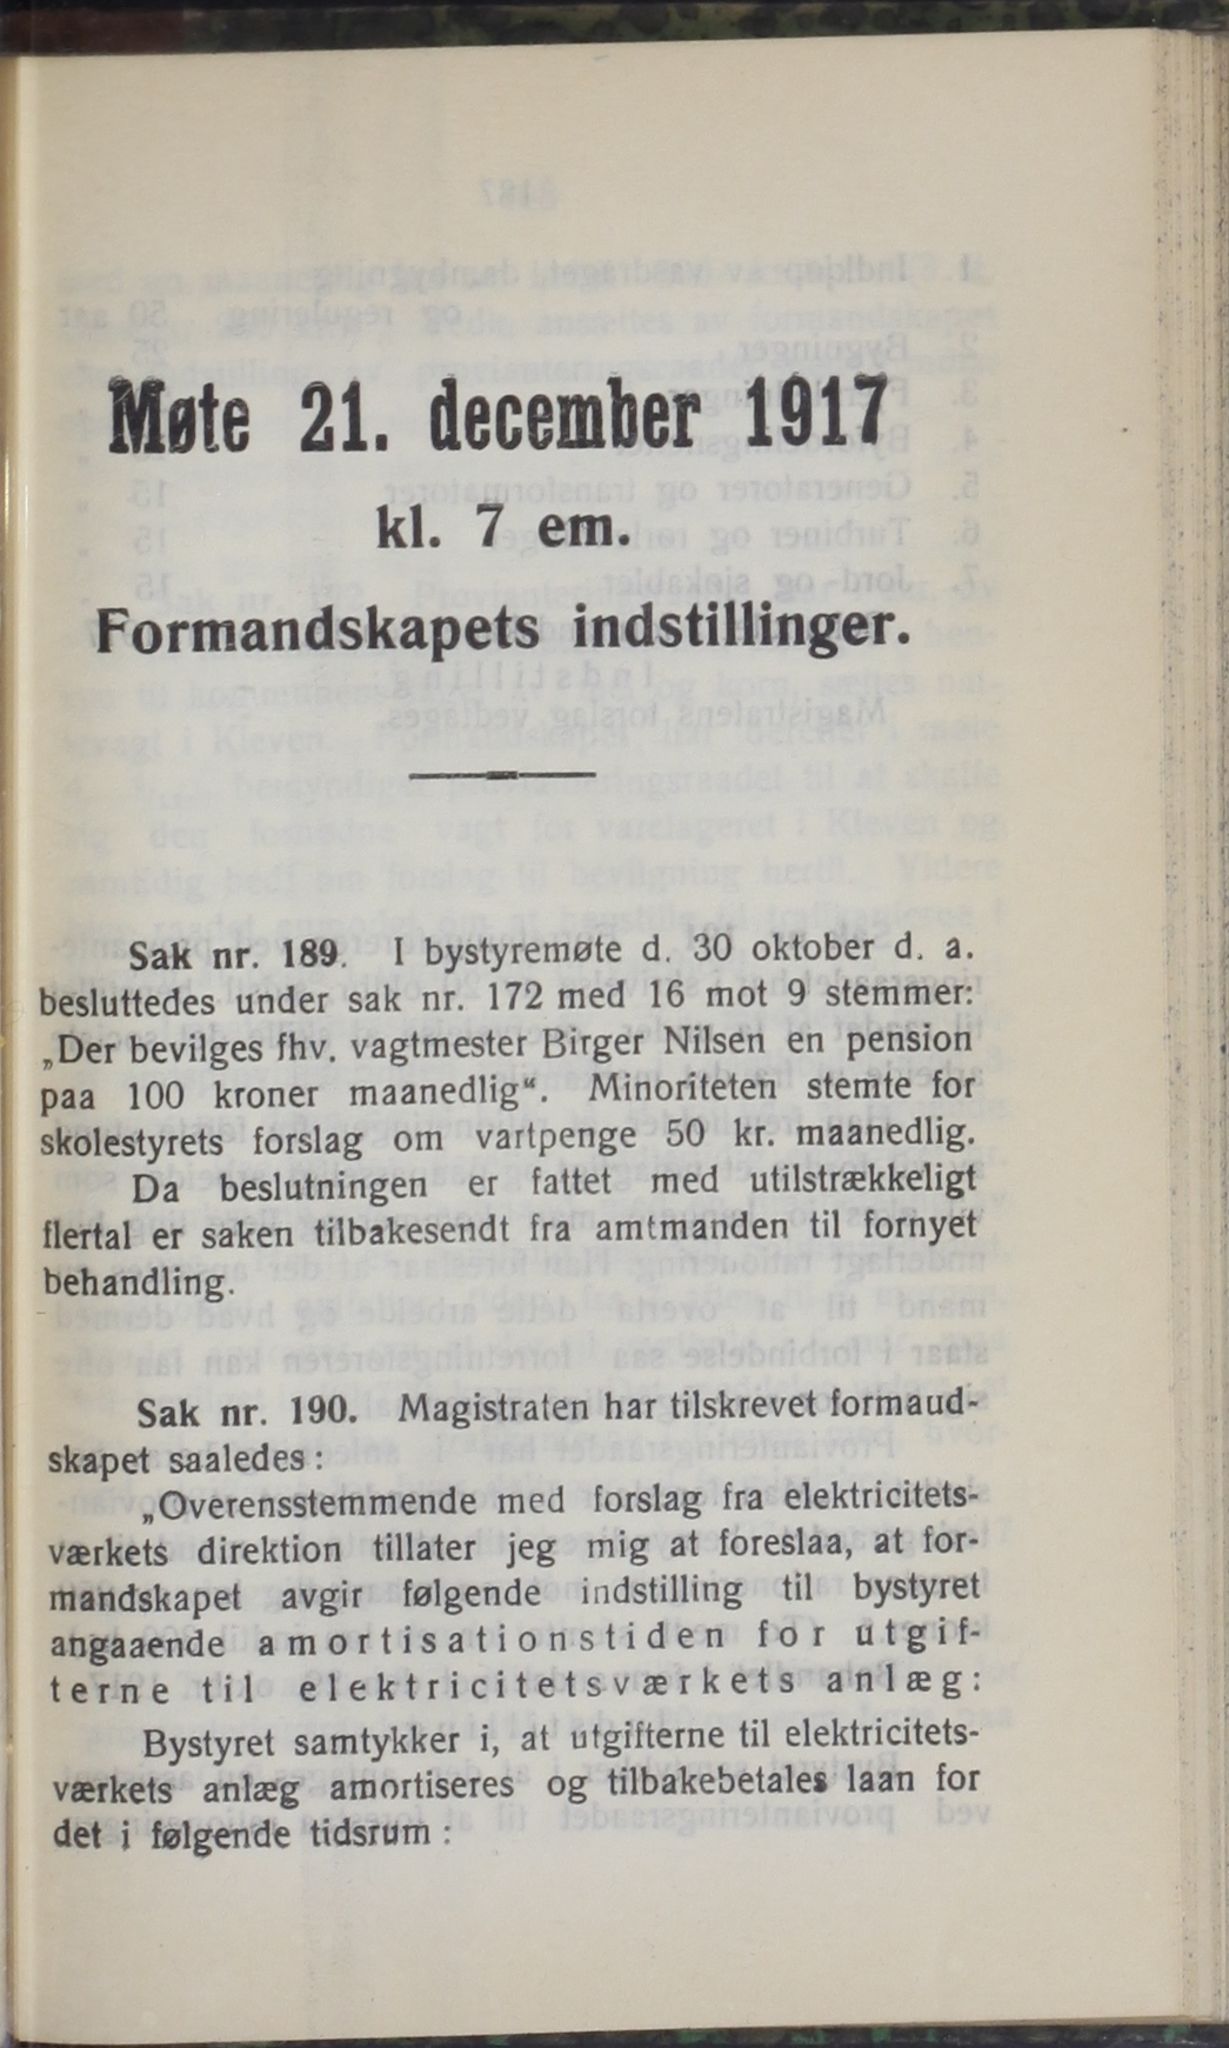 Møte 21. december 1917
kl. 7 em.
Formandskapets indstillinger.
Sak nr. 189. I bystyremøte d. 30 oktober d. a.
besluttedes under sak nr. 172 med 16 mot 9 stemmer:
„Der bevilges fhv. vagtmester Birger Nilsen en pension
paa 100 kroner maanedlig“. Minoriteten stemte for
skolestyrets forslag om vartpenge 50 kr. maanedlig.
Da beslutningen er fattet med utilstrækkeligt
flertal er saken tilbakesendt fra amtmanden til fornyet
behandling.
Sak nr. 190. Magistraten har tilskrevet formaud-
skapet saaledes:
„Overensstemmende med forslag fra elektricitets-
værkets direktion tillater jeg mig at foreslaa, at for-
mandskapet avgir følgende indstilling til bystyret
angaaende amortisationstiden for utgif-
terne til elektricitetsværkets anlæg:
Bystyret samtykker i, at utgifterne til elektricitets-
værkets anlæg amortiseres og tilbakebetales laan for
det i følgende tidsrum: